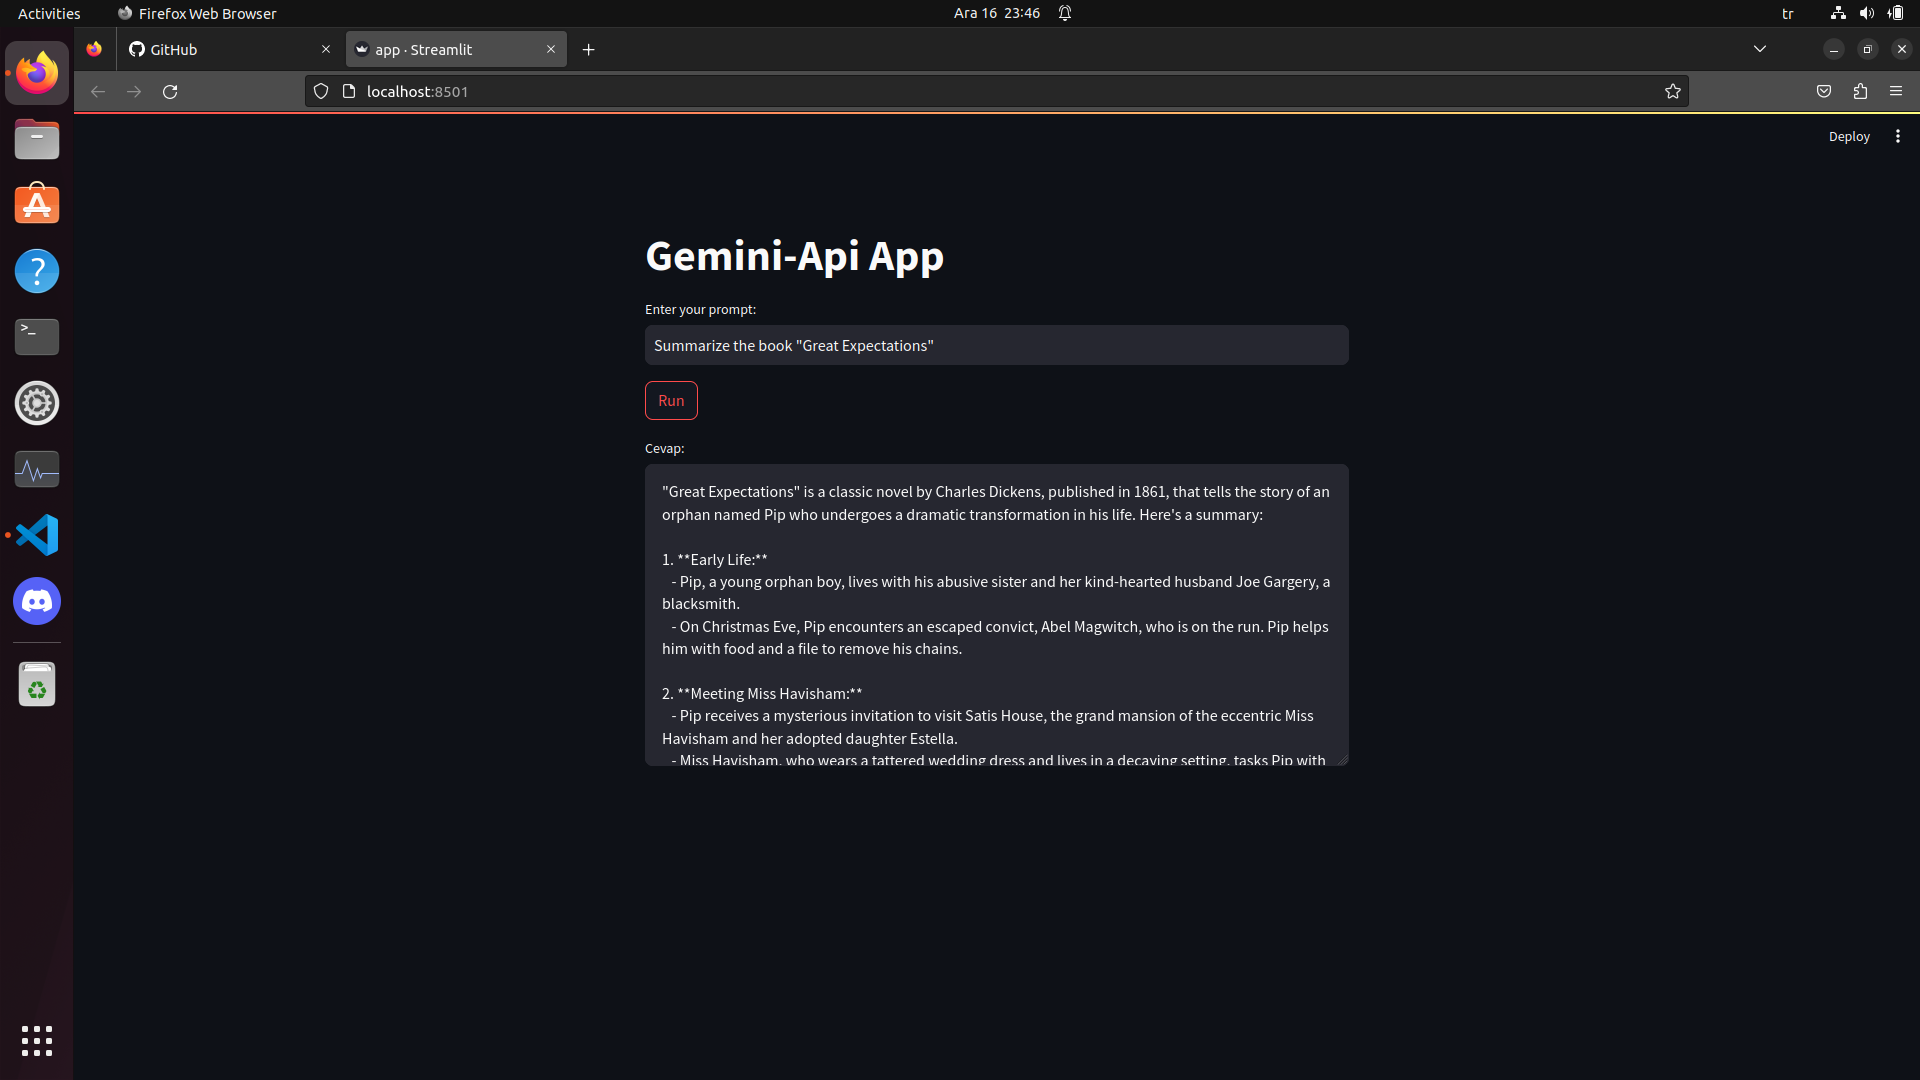 Activities
Firefox Web Browser
Ara 16 23:46
tr
GitHub
app · Streamlit
localhost:8501
Deploy
Gemini-Api App
Enter your prompt:
Summarize the book "Great Expectations"
Run
Cevap:
"Great Expectations" is a classic novel by Charles Dickens, published in 1861, that tells the story of an
orphan named Pip who undergoes a dramatic transformation in his life. Here's a summary:
1. **Early Life:**
- Pip, a young orphan boy, lives with his abusive sister and her kind-hearted husband Joe Gargery, a
blacksmith.
- On Christmas Eve, Pip encounters an escaped convict, Abel Magwitch, who is on the run. Pip helps
him with food and a file to remove his chains.
2. **Meeting Miss Havisham:**
- Pip receives a mysterious invitation to visit Satis House, the grand mansion of the eccentric Miss
Havisham and her adopted daughter Estella.
- Miss Havisham, who wears a tattered wedding dress and lives in a decaying setting, tasks Pip with